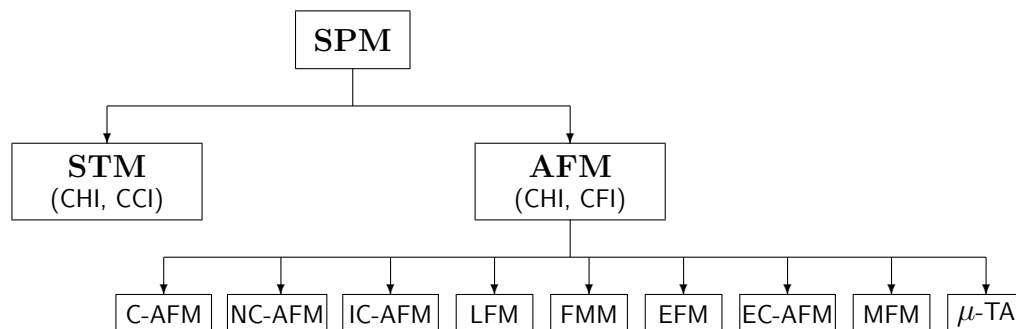 SPM
STM
(CHI, CCI)
AFM
(CHI, CFI)
C-AFM
NC-AFM
IC-AFM
LFM
FMM
EFM
EC-AFM
MFM
μ-TA